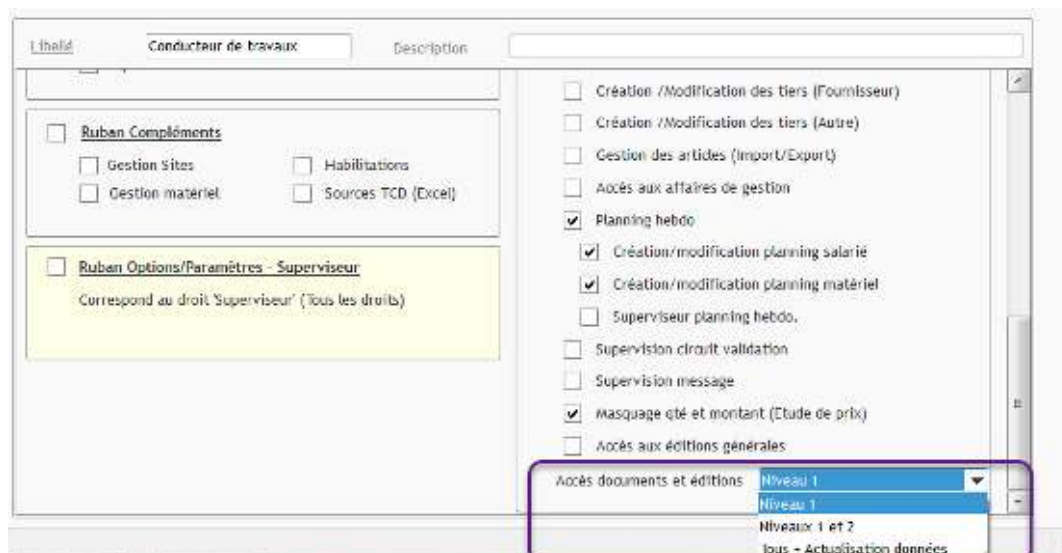 Libellé Conducteur de travaux Description
Ruban Compléments
Gestion Sites Habilitations
Gestion matériel Sources TCD (Excel)
Ruban Options/Paramètres - Superviseur
Correspond au droit 'Superviseur' (Tous les droits)
Création /Modification des tiers (Fournisseur)
Création /Modification des tiers (Autre)
Gestion des articles (Import/Export)
Accès aux affaires de gestion
Planning hebdo
Création/modification planning salarié
Création/modification planning matériel
Superviseur planning hebdo.
Supervision circuit validation
Supervision message
Masquage qté et montant (Etude de prix)
Accès aux éditions générales
Accès documents et éditions Niveau 1
Niveau 1
Niveaux 1 et 2
Tous - Actualisation données